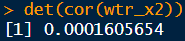 > det(cor(wtr_x2))
[1] 0.0001605654